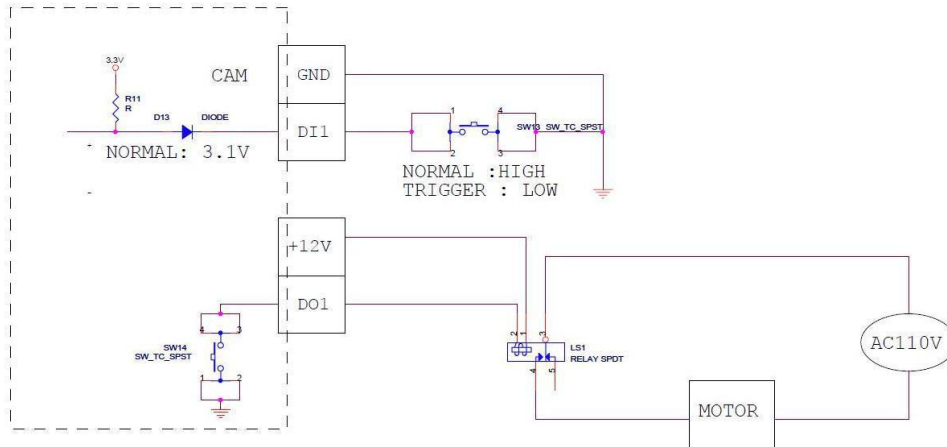 3.3V
CAM
GND
R11
R
D13
DIODE
DI1
1
4
SW13 SW_TC_SPST
2
3
NORMAL: 3.1V
-
-
NORMAL :HIGH
TRIGGER : LOW
+12V
DO1
4
3
SW14
SW_TC_SPST
1
2
2
1
3
LS1
RELAY SPDT
4
5
AC110V
MOTOR